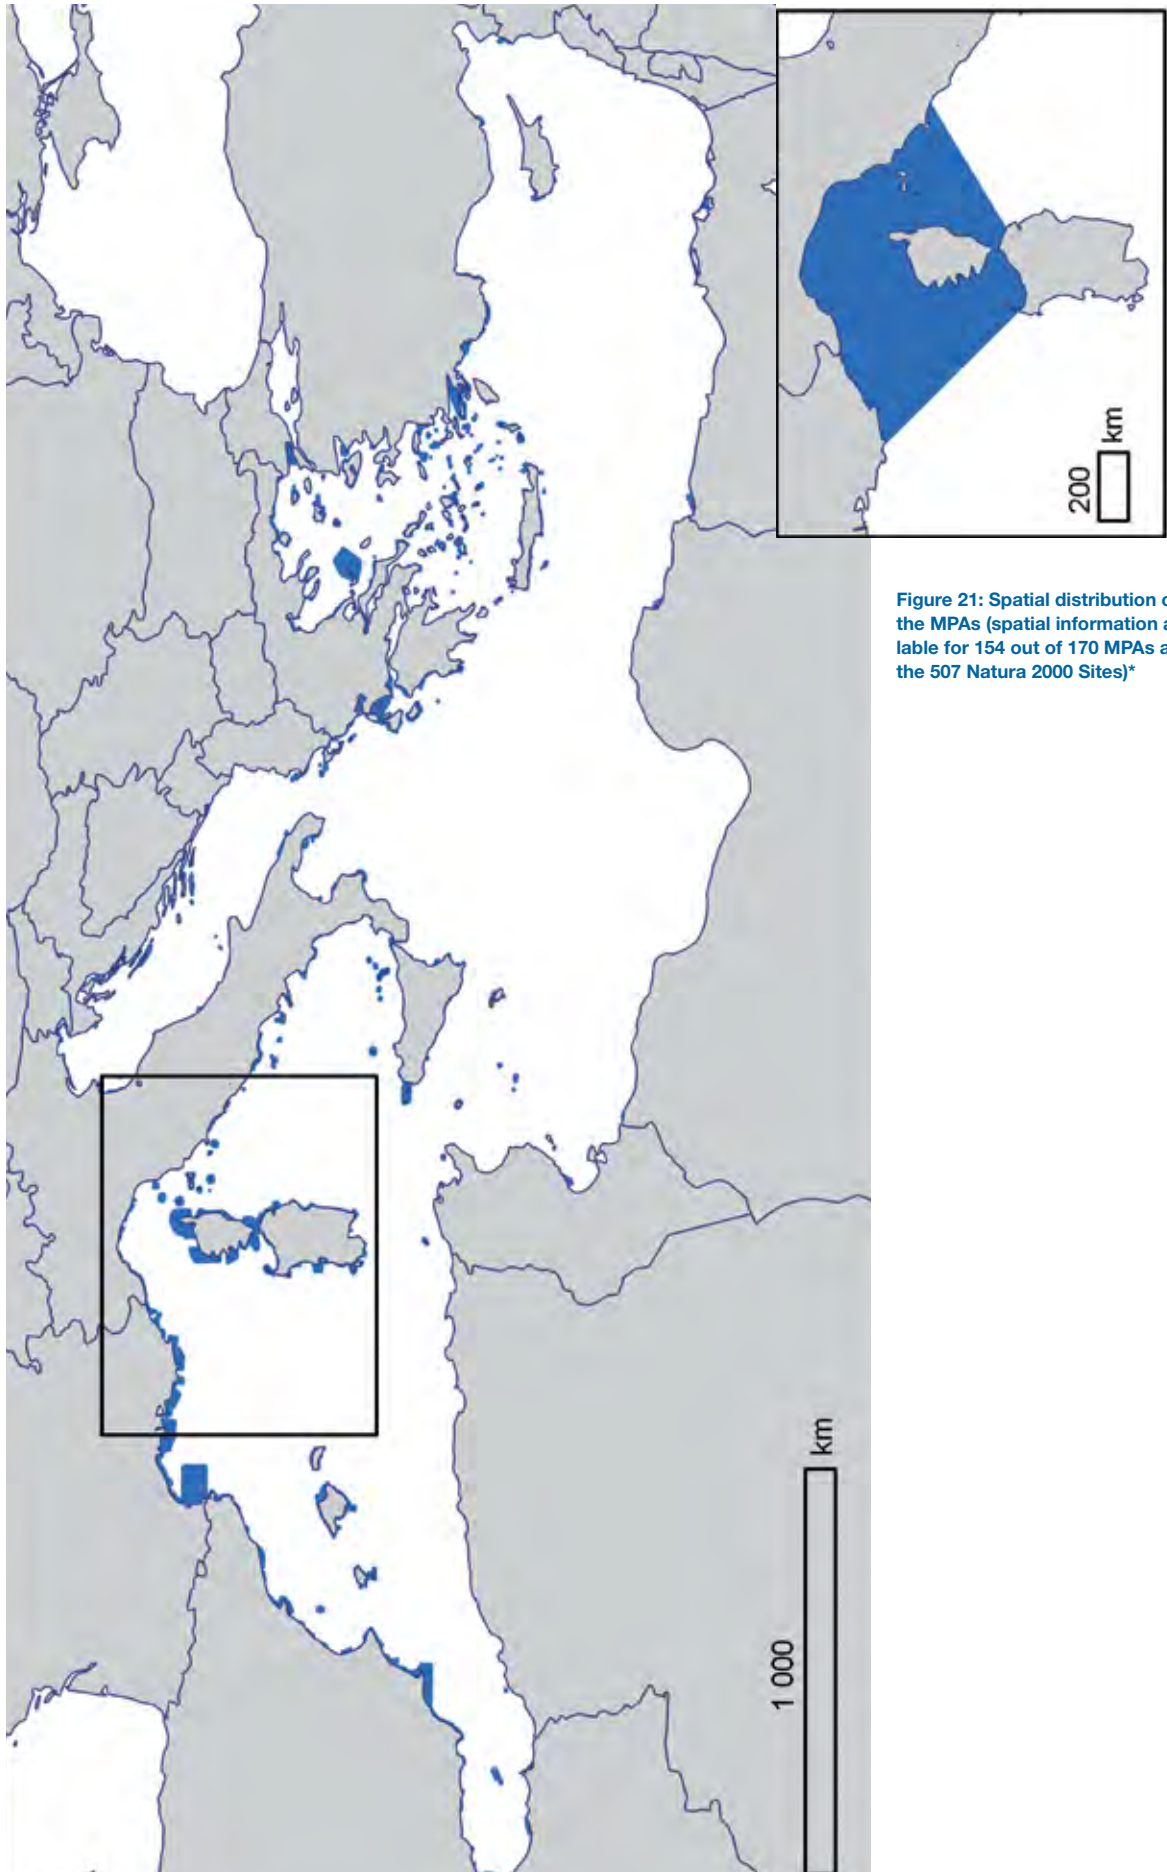 200
km
Figure 21: Spatial distribution
the MPAs (spatial information
lable for 154 out of 170 MPAs
the 507 Natura 2000 Sites)*
1 000
km